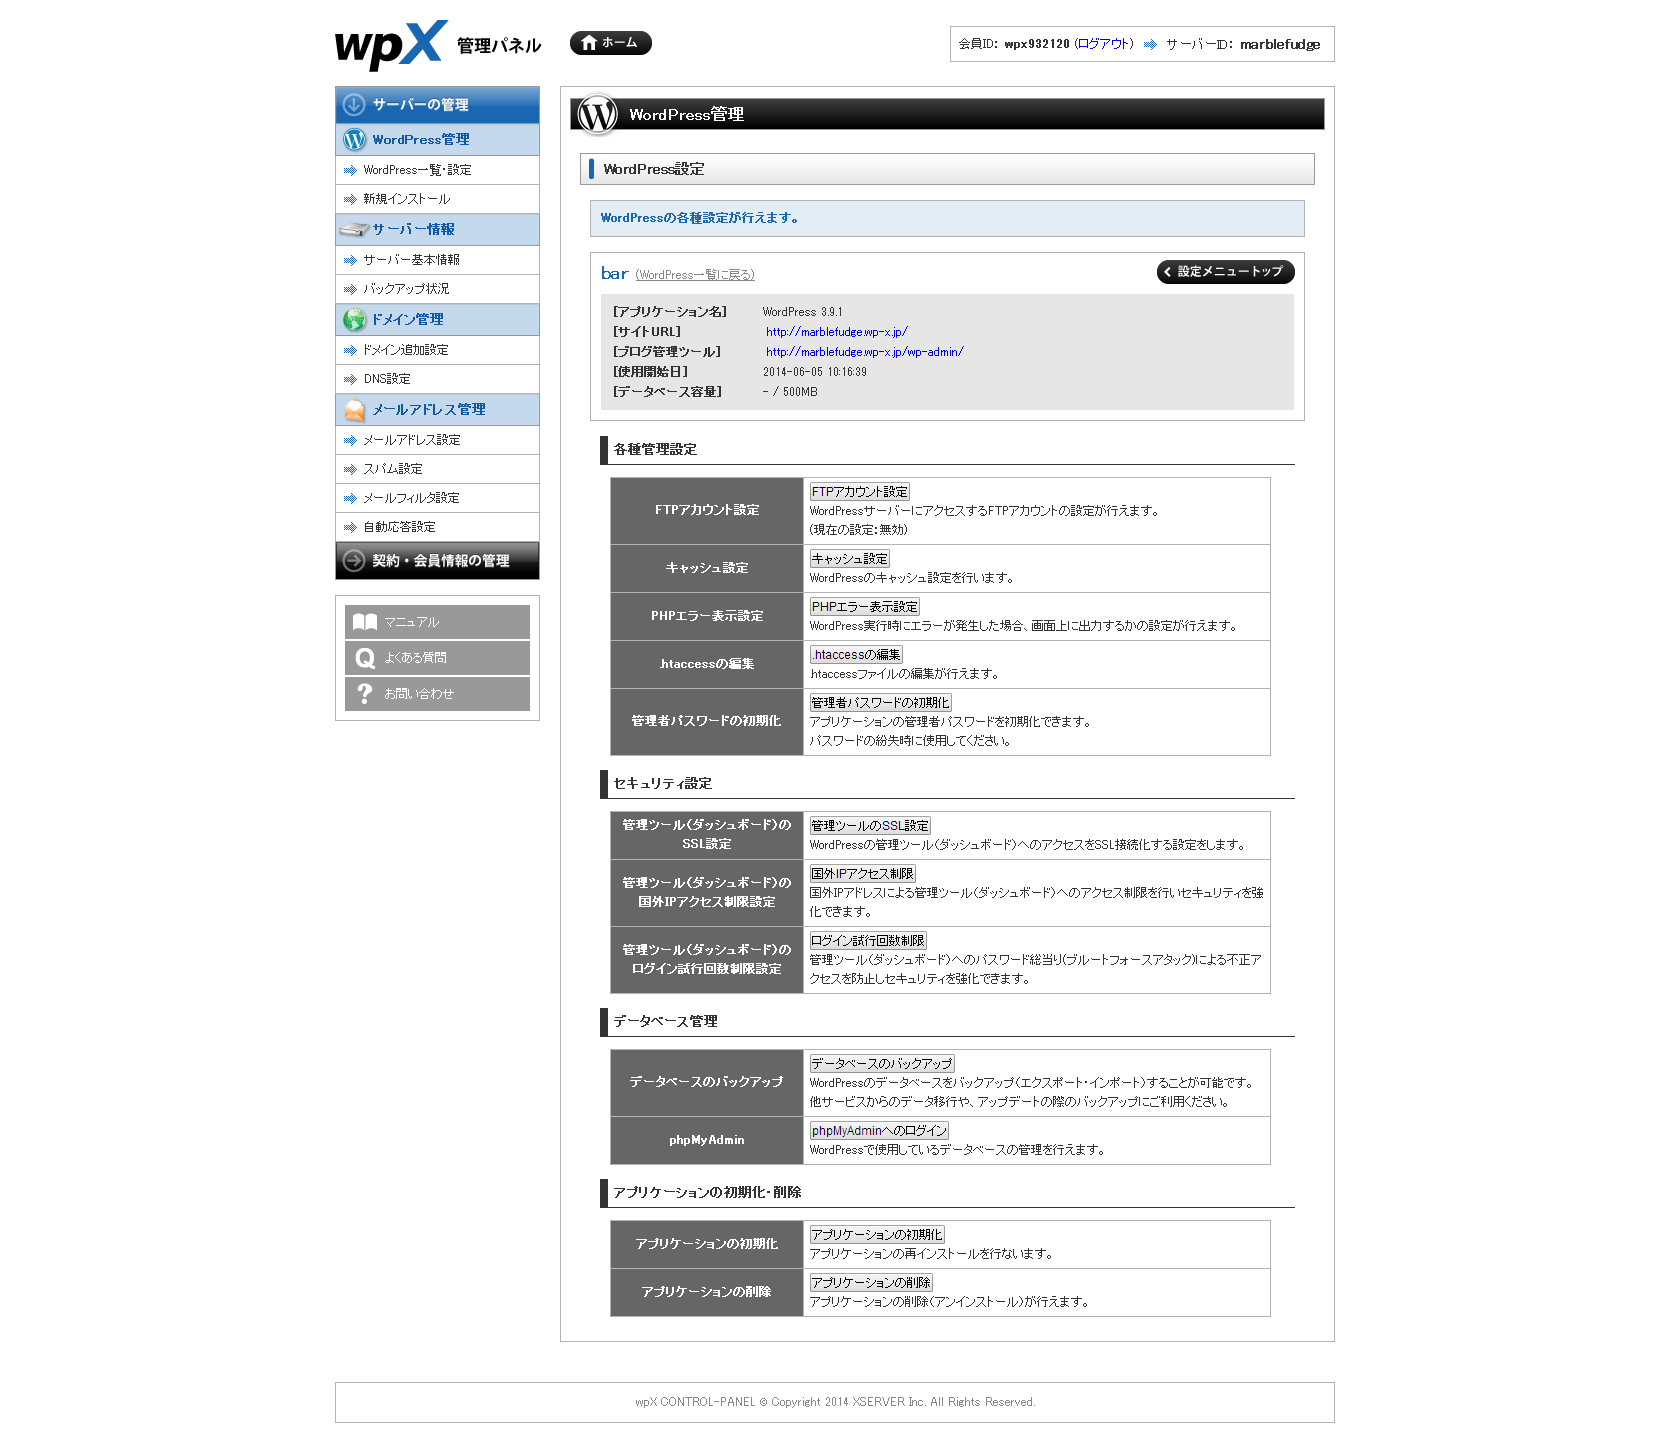 wpX 管理パネル
ホーム
会員ID: wpx932120 (ログアウト) サーバーID: marblefudge
サーバーの管理
WordPress管理
WordPress一覧・設定
新規インストール
サーバー情報
サーバー基本情報
バックアップ状況
ドメイン管理
ドメイン追加設定
DNS設定
メールアドレス管理
メールアドレス設定
スパム設定
メールフィルタ設定
自動応答設定
契約・会員情報の管理
マニュアル
よくある質問
お問い合わせ
WordPress管理
WordPress設定
WordPressの各種設定が行えます。
bar (WordPress一覧に戻る)
設定メニュートップ
[アプリケーション名] WordPress 3.9.1
[サイトURL] http://marblefudge.wp-x.jp/
[ブログ管理ツール] http://marblefudge.wp-x.jp/wp-admin/
[使用開始日] 2014-06-05 10:16:39
[データベース容量] - / 500MB
各種管理設定
FTPアカウント設定
FTPアカウント設定
WordPressサーバーにアクセスするFTPアカウントの設定が行えます。
(現在の設定:無効)
キャッシュ設定
キャッシュ設定
WordPressのキャッシュ設定を行います。
PHPエラー表示設定
PHPエラー表示設定
WordPress実行時にエラーが発生した場合、画面上に出力するかの設定が行えます。
.htaccessの編集
.htaccessの編集
.htaccessファイルの編集が行えます。
管理者パスワードの初期化
管理者パスワードの初期化
アプリケーションの管理者パスワードを初期化できます。
パスワードの紛失時に使用してください。
セキュリティ設定
管理ツール(ダッシュボード)の
SSL設定
管理ツールのSSL設定
WordPressの管理ツール(ダッシュボード)へのアクセスをSSL接続化する設定をします。
管理ツール(ダッシュボード)の
国外IPアクセス制限設定
国外IPアクセス制限
国外IPアドレスによる管理ツール(ダッシュボード)へのアクセス制限を行いセキュリティを強
化できます。
管理ツール(ダッシュボード)の
ログイン試行回数制限設定
ログイン試行回数制限
管理ツール(ダッシュボード)へのパスワード総当り(ブルートフォースアタック)による不正ア
クセスを防止しセキュリティを強化できます。
データベース管理
データベースのバックアップ
データベースのバックアップ
WordPressのデータベースをバックアップ(エクスポート・インポート)することが可能です。
他サービスからのデータ移行や、アップデートの際のバックアップにご利用ください。
phpMyAdmin
phpMyAdminへのログイン
WordPressで使用しているデータベースの管理を行えます。
アプリケーションの初期化・削除
アプリケーションの初期化
アプリケーションの初期化
アプリケーションの再インストールを行ないます。
アプリケーションの削除
アプリケーションの削除
アプリケーションの削除(アンインストール)が行えます。
wpX CONTROL-PANEL © Copyright 2014 XSERVER Inc. All Rights Reserved.